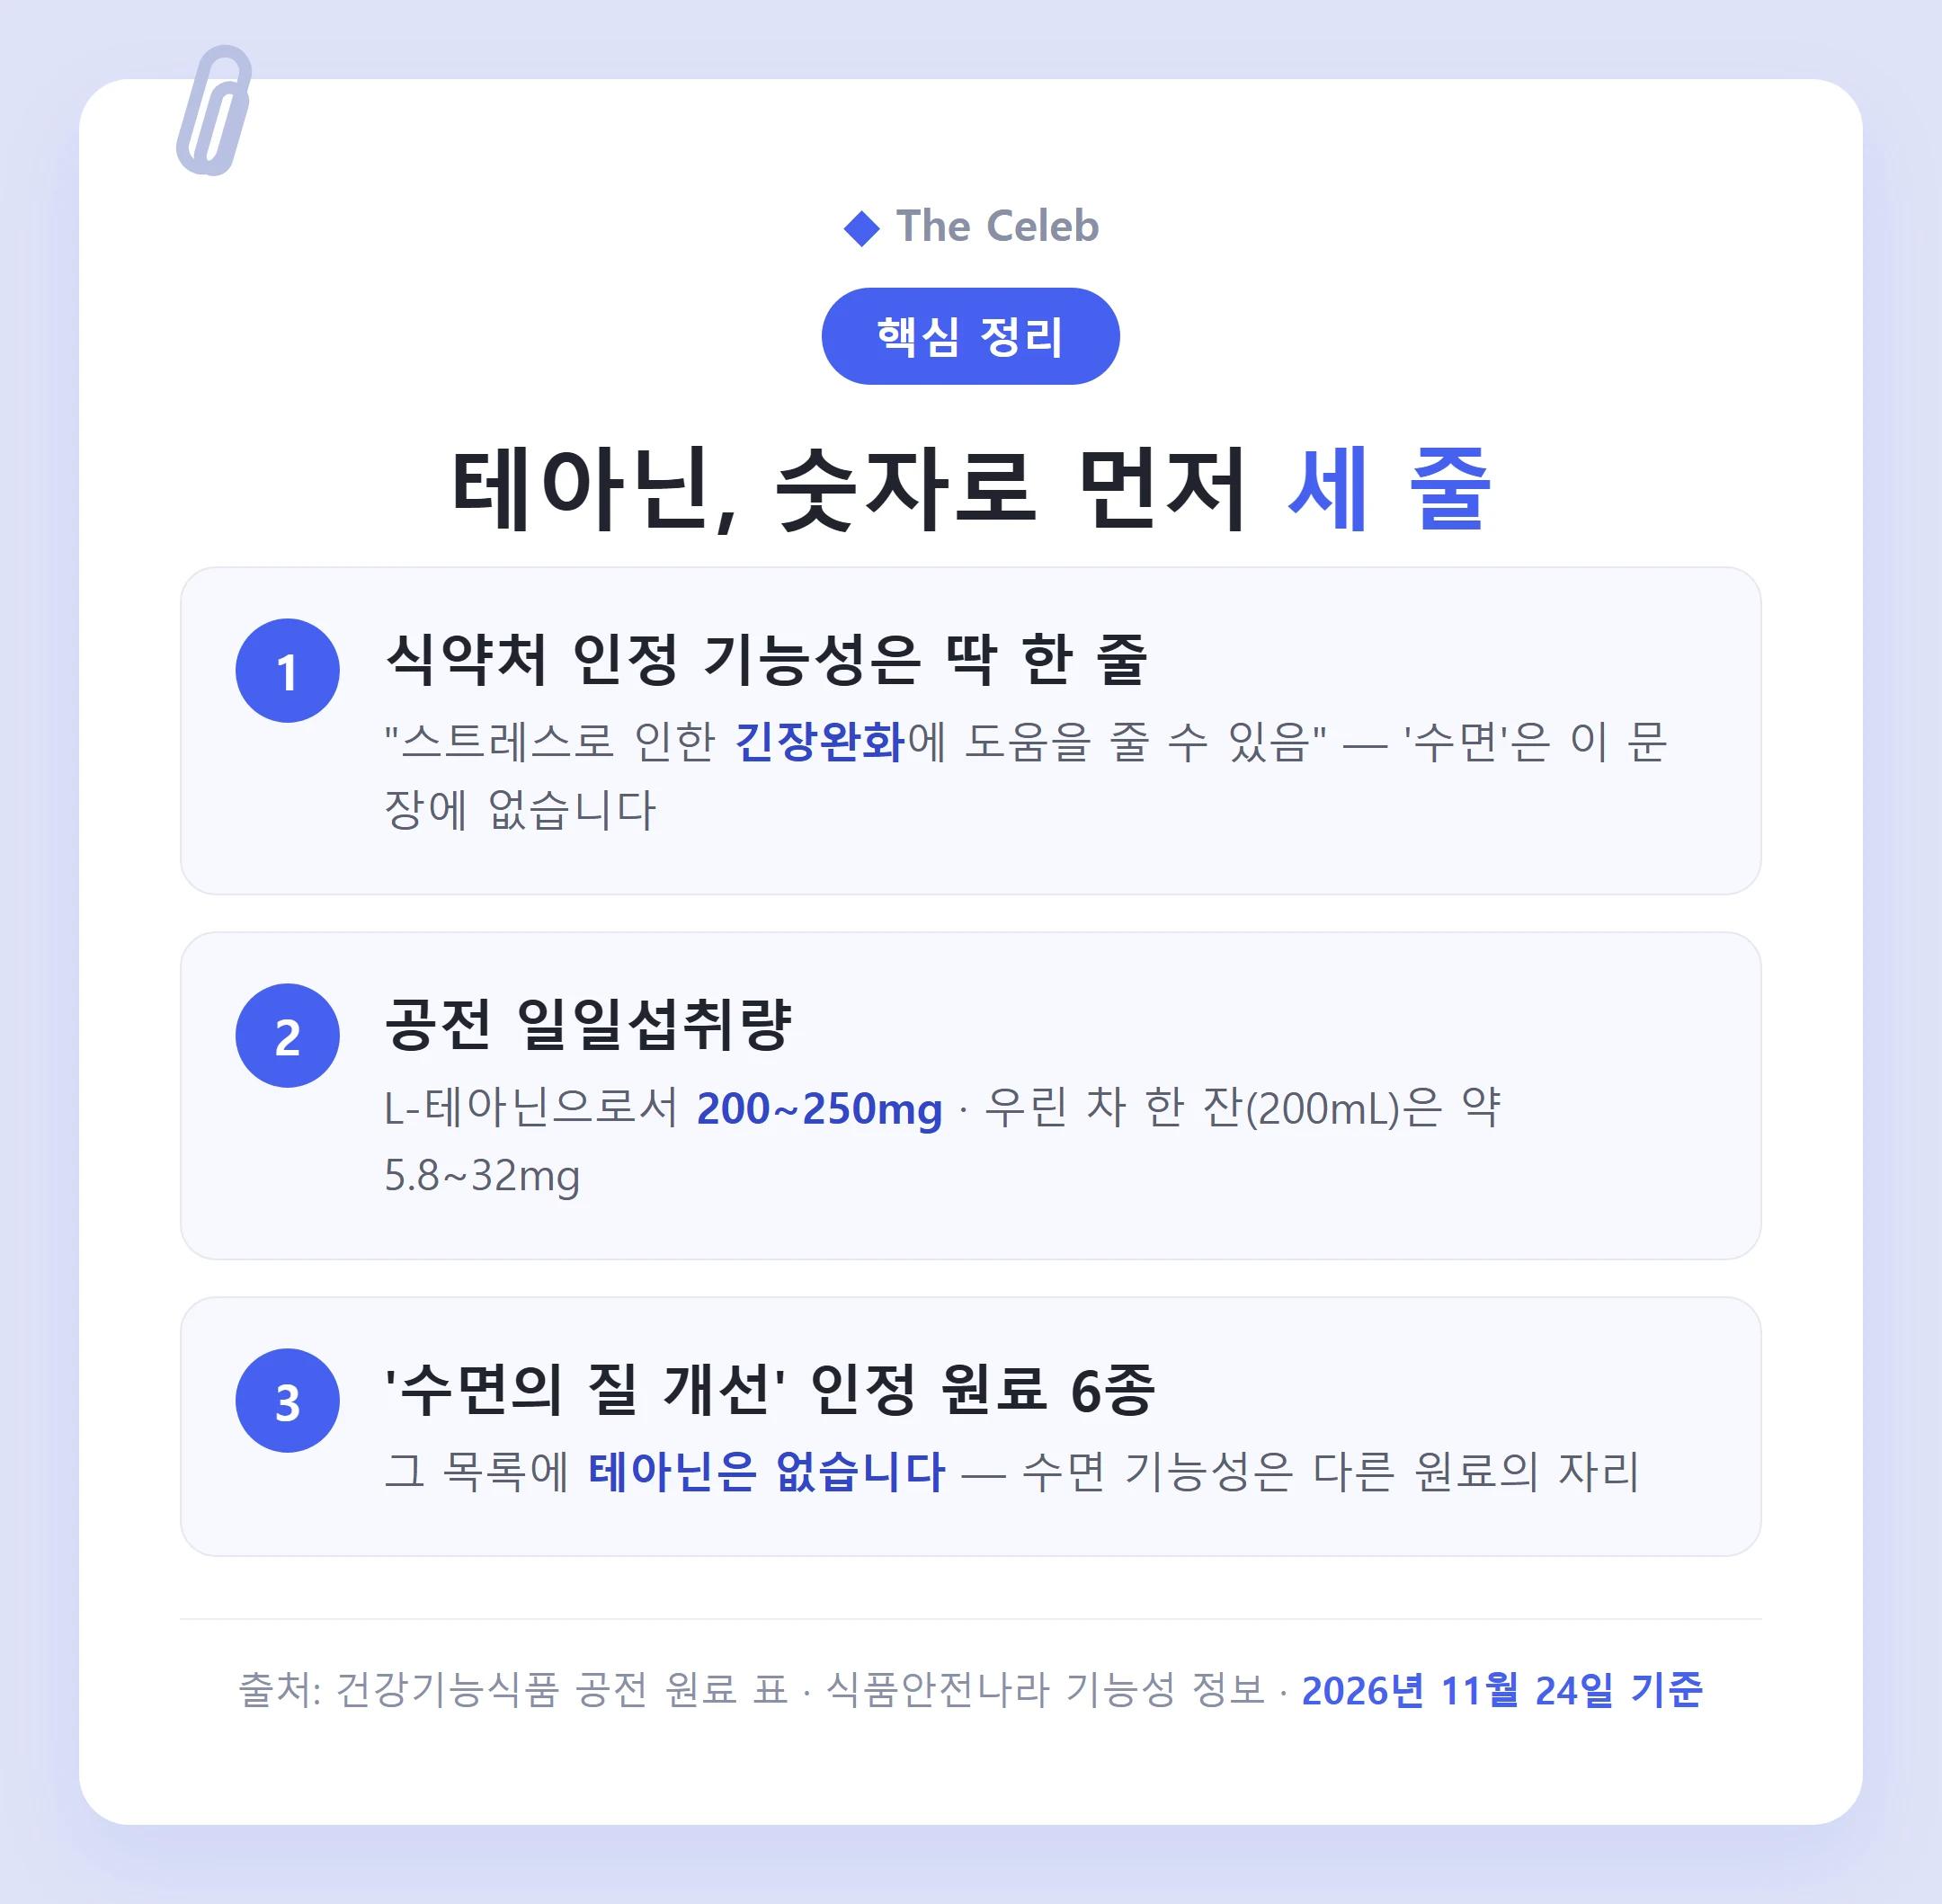 The Celeb
핵심 정리
테아닌, 숫자로 먼저 세 줄
1
식약처 인정 기능성은 딱 한 줄
"스트레스로 인한 긴장완화에 도움을 줄 수 있음" — '수면'은 이 문
장에 없습니다
2
공전 일일섭취량
L-테아닌으로서 200~250mg · 우린 차 한 잔(200mL)은 약
5.8~32mg
3
'수면의 질 개선' 인정 원료 6종
그 목록에 테아닌은 없습니다 — 수면 기능성은 다른 원료의 자리
출처: 건강기능식품 공전 원료 표 · 식품안전나라 기능성 정보 · 2026년 11월 24일 기준